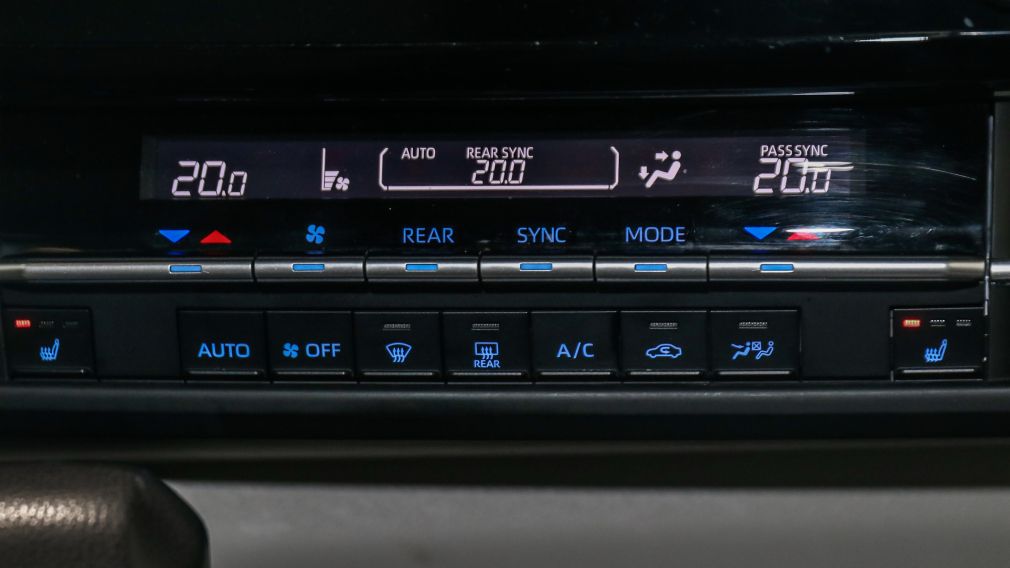 AUTO REAR SYNC PASS SYNC
20.0 20.0 20.0
REAR SYNC MODE
AUTO OFF REAR A/C